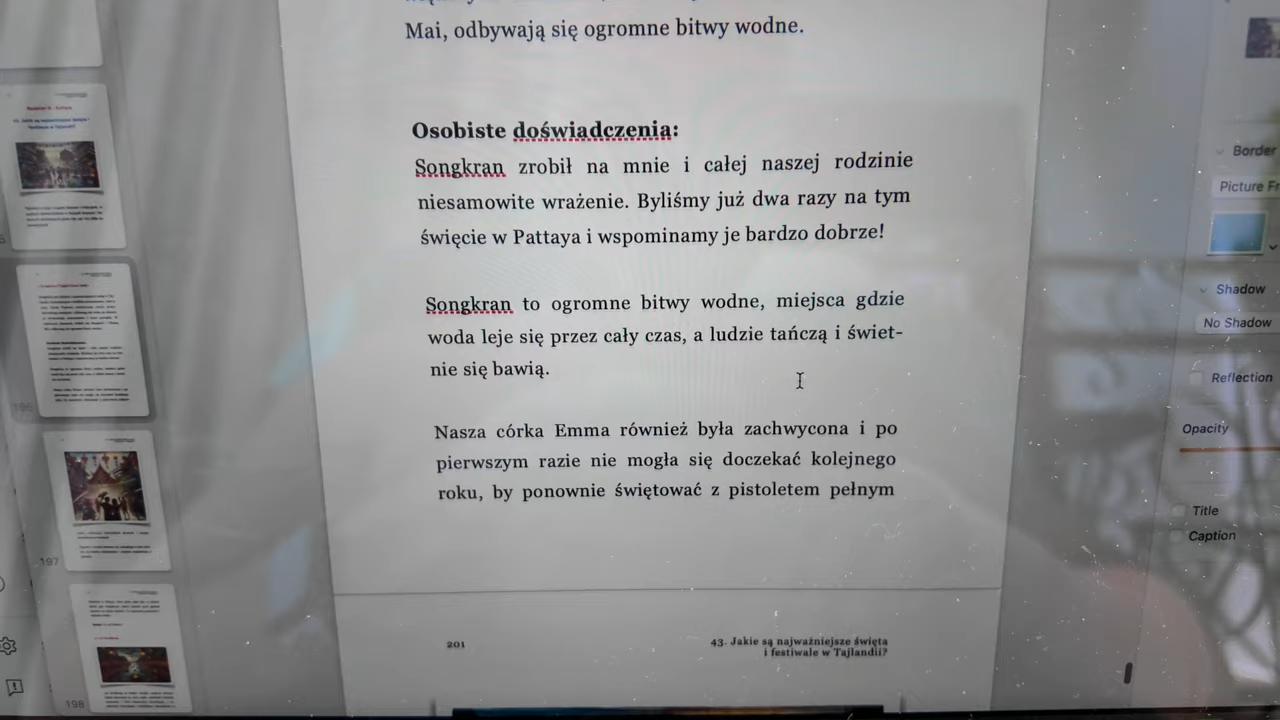 Mai, odbywają się ogromne bitwy wodne.
Osobiste doświadczenia:
Songkran zrobił na mnie i całej naszej rodzinie
niesamowite wrażenie. Byliśmy już dwa razy na tym
święcie w Pattaya i wspominamy je bardzo dobrze!
Songkran to ogromne bitwy wodne, miejsca gdzie
woda leje się przez cały czas, a ludzie tańczą i świet-
nie się bawią.
Nasza córka Emma również była zachwycona i po
pierwszym razie nie mogła się doczekać kolejnego
roku, by ponownie świętować z pistoletem pełnym
201
43. Jakie są najważniejsze święta
i festiwale w Tajlandii?
196
197
198
Border
Picture Fr
Shadow
No Shadow
Reflection
Opacity
Title
Caption